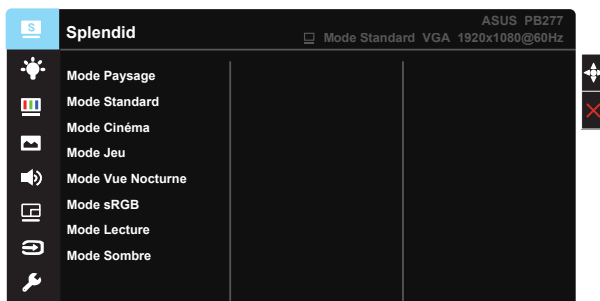 S
Splendid
ASUS PB277
Mode Standard VGA 1920x1080@60Hz
Mode Paysage
Mode Standard
Mode Cinéma
Mode Jeu
Mode Vue Nocturne
Mode sRGB
Mode Lecture
Mode Sombre